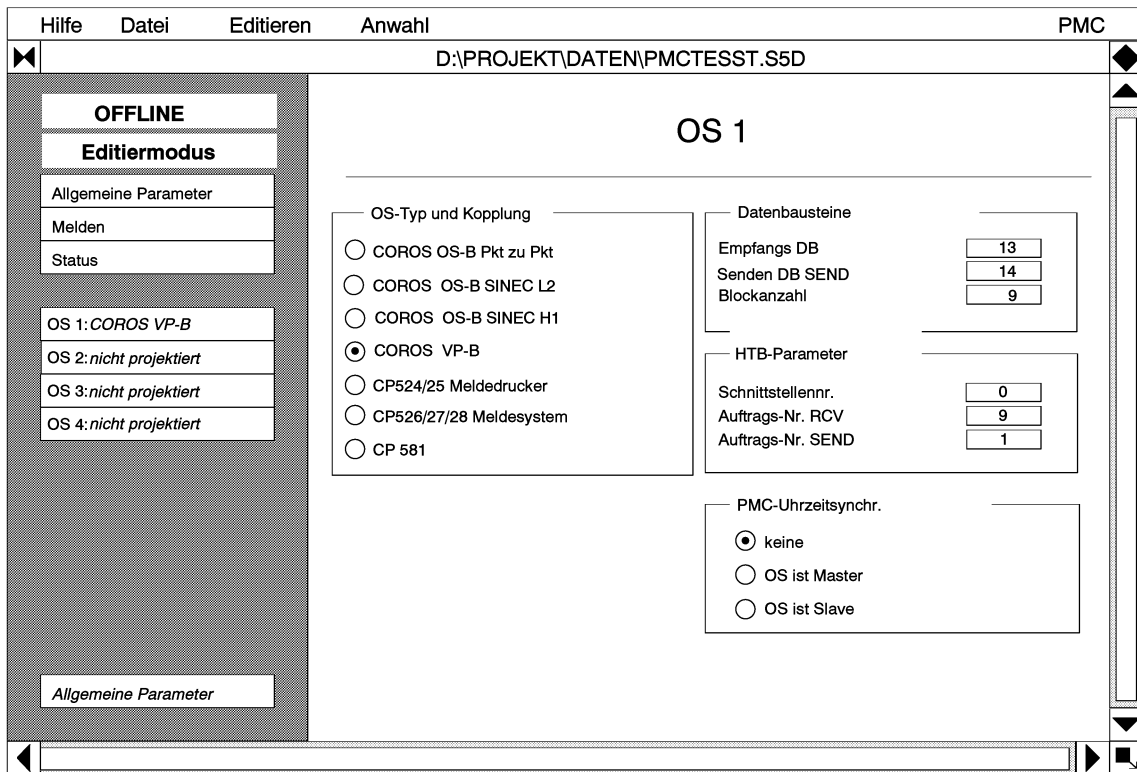 Hilfe Datei Editieren Anwahl PMC
D:\PROJEKT\DATEN\PMCTESST.S5D
OFFLINE
Editiermodus
Allgemeine Parameter
Melden
Status
OS 1: COROS VP-B
OS 2: nicht projektiert
OS 3: nicht projektiert
OS 4: nicht projektiert
Allgemeine Parameter
OS 1
OS-Typ und Kopplung
COROS OS-B Pkt zu Pkt
COROS OS-B SINEC L2
COROS OS-B SINEC H1
COROS VP-B
CP524/25 Meldedrucker
CP526/27/28 Meldesystem
CP 581
Datenbausteine
Empfangs DB 13
Senden DB SEND 14
Blockanzahl 9
HTB-Parameter
Schnittstellennr. 0
Auftrags-Nr. RCV 9
Auftrags-Nr. SEND 1
PMC-Uhrzeitsynchr.
keine
OS ist Master
OS ist Slave